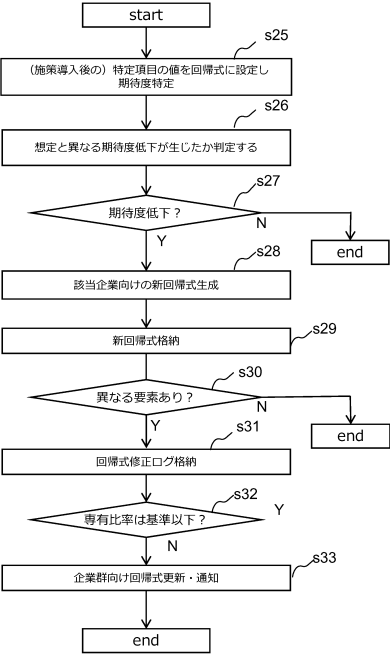 start
s25
（施策導入後の）特定項目の値を回帰式に設定し
期待度特定
s26
想定と異なる期待度低下が生じたか判定する
s27
期待度低下？
N
Y
end
s28
該当企業向けの新回帰式生成
s29
新回帰式格納
s30
異なる要素あり？
N
Y
end
s31
回帰式修正ログ格納
s32
専有比率は基準以下？
Y
N
s33
企業群向け回帰式更新・通知
end